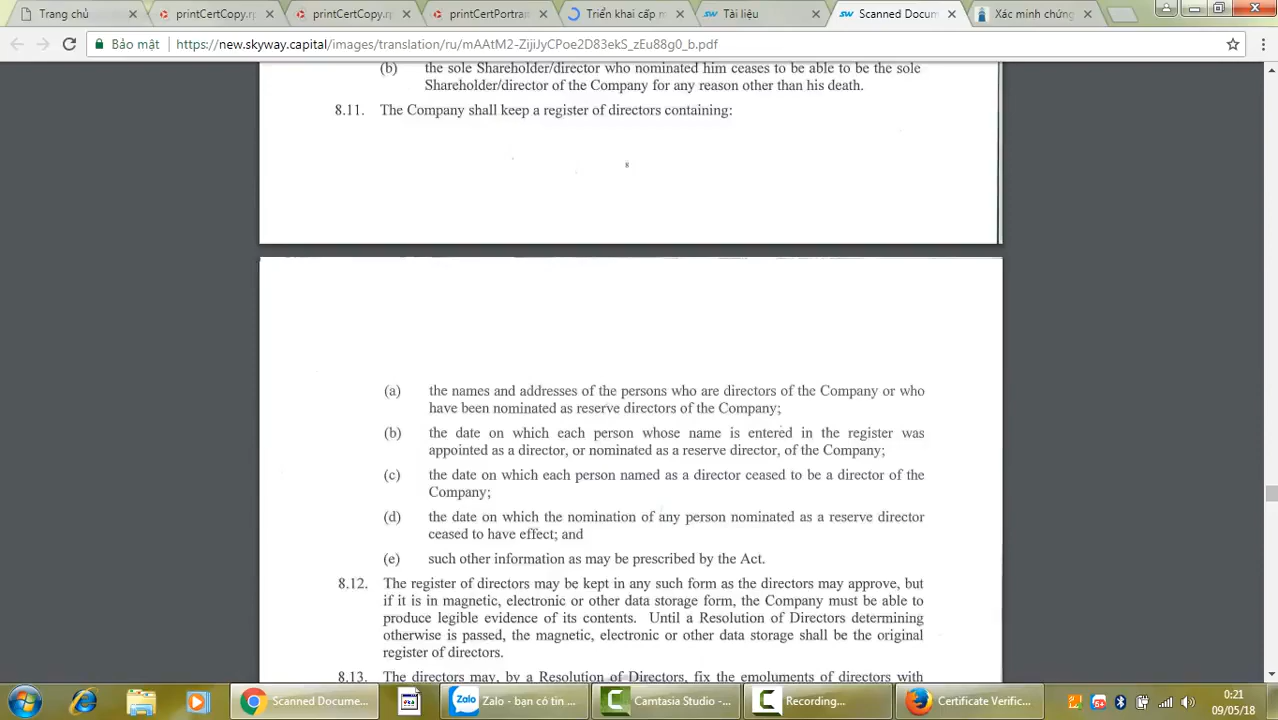 Trang chủ
printCertCopy.rp
printCertCopy.rp
printCertPortrain
Triển khai cấp m
Tài liệu
Scanned Docum
Xác minh chứng
Bảo mật
https://new.skyway.capital/images/translation/ru/mAAtM2-ZijiJyCPoe2D83ekS_zEu88g0_b.pdf
(b) the sole Shareholder/director who nominated him ceases to be able to be the sole
Shareholder/director of the Company for any reason other than his death.
8.11. The Company shall keep a register of directors containing:
8
(a) the names and addresses of the persons who are directors of the Company or who
have been nominated as reserve directors of the Company;
(b) the date on which each person whose name is entered in the register was
appointed as a director, or nominated as a reserve director, of the Company;
(c) the date on which each person named as a director ceased to be a director of the
Company;
(d) the date on which the nomination of any person nominated as a reserve director
ceased to have effect; and
(e) such other information as may be prescribed by the Act.
8.12. The register of directors may be kept in any such form as the directors may approve, but
if it is in magnetic, electronic or other data storage form, the Company must be able to
produce legible evidence of its contents. Until a Resolution of Directors determining
otherwise is passed, the magnetic, electronic or other data storage shall be the original
register of directors.
8.13. The directors may, by a Resolution of Directors, fix the emoluments of directors with
Scanned Docume...
Zalo - bạn có tin ...
Camtasia Studio -...
Recording...
Certificate Verific...
0:21
09/05/18